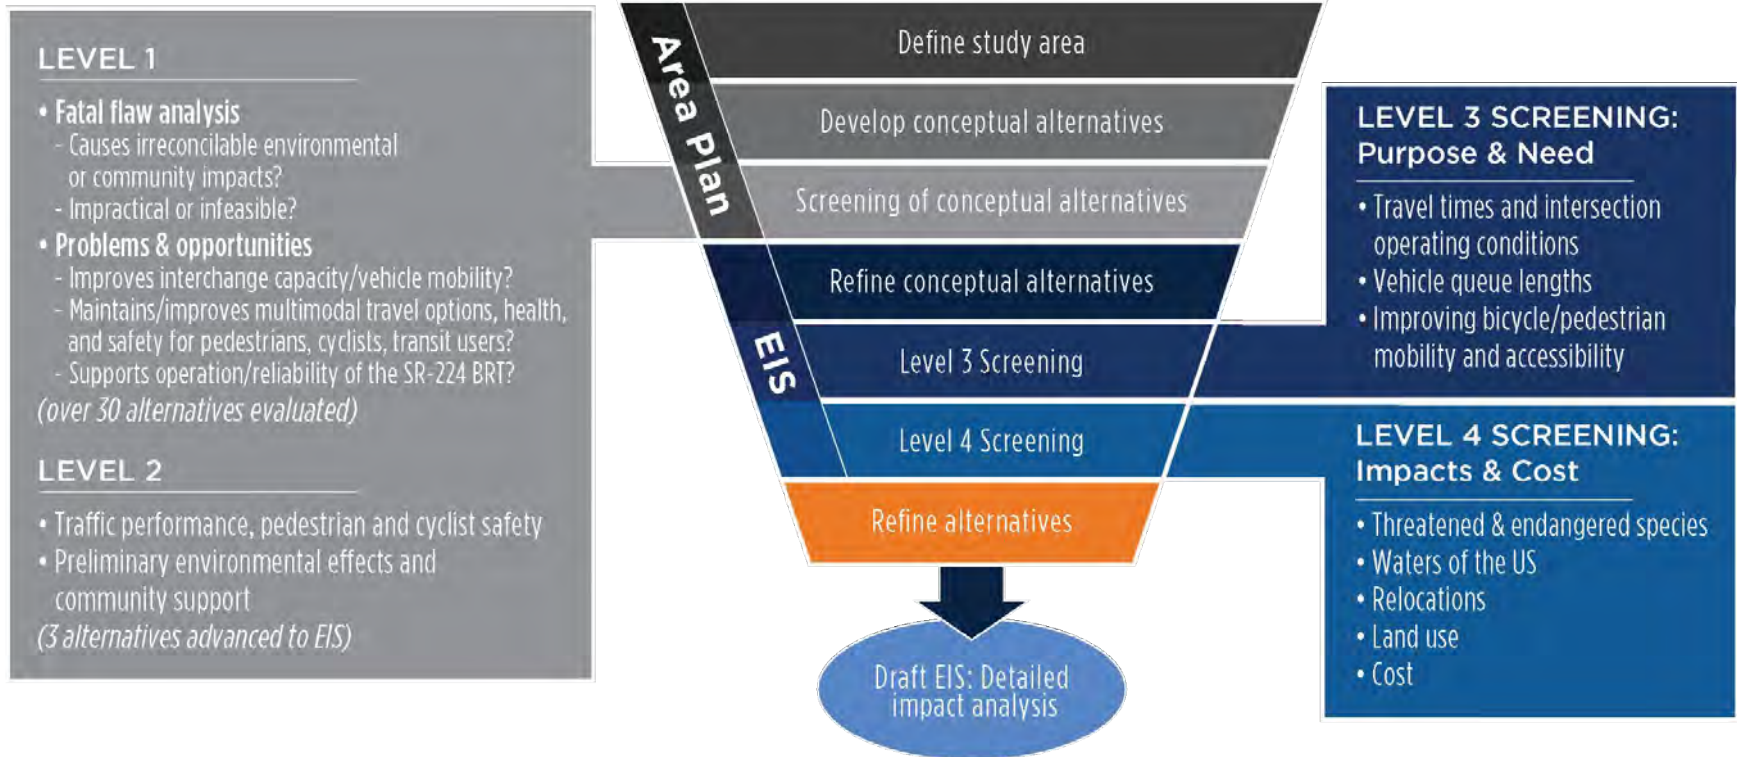 LEVEL 1
• Fatal flaw analysis
- Causes irreconcilable environmental
or community impacts?
- Impractical or infeasible?
• Problems & opportunities
- Improves interchange capacity/vehicle mobility?
- Maintains/improves multimodal travel options, health,
and safety for pedestrians, cyclists, transit users?
- Supports operation/reliability of the SR-224 BRT?
(over 30 alternatives evaluated)
LEVEL 2
• Traffic performance, pedestrian and cyclist safety
• Preliminary environmental effects and
community support
(3 alternatives advanced to EIS)
Area Plan
EIS
Define study area
Develop conceptual alternatives
Screening of conceptual alternatives
Refine conceptual alternatives
Level 3 Screening
Level 4 Screening
Refine alternatives
Draft EIS: Detailed
impact analysis
LEVEL 3 SCREENING:
Purpose & Need
• Travel times and intersection
operating conditions
• Vehicle queue lengths
• Improving bicycle/pedestrian
mobility and accessibility
LEVEL 4 SCREENING:
Impacts & Cost
• Threatened & endangered species
• Waters of the US
• Relocations
• Land use
• Cost